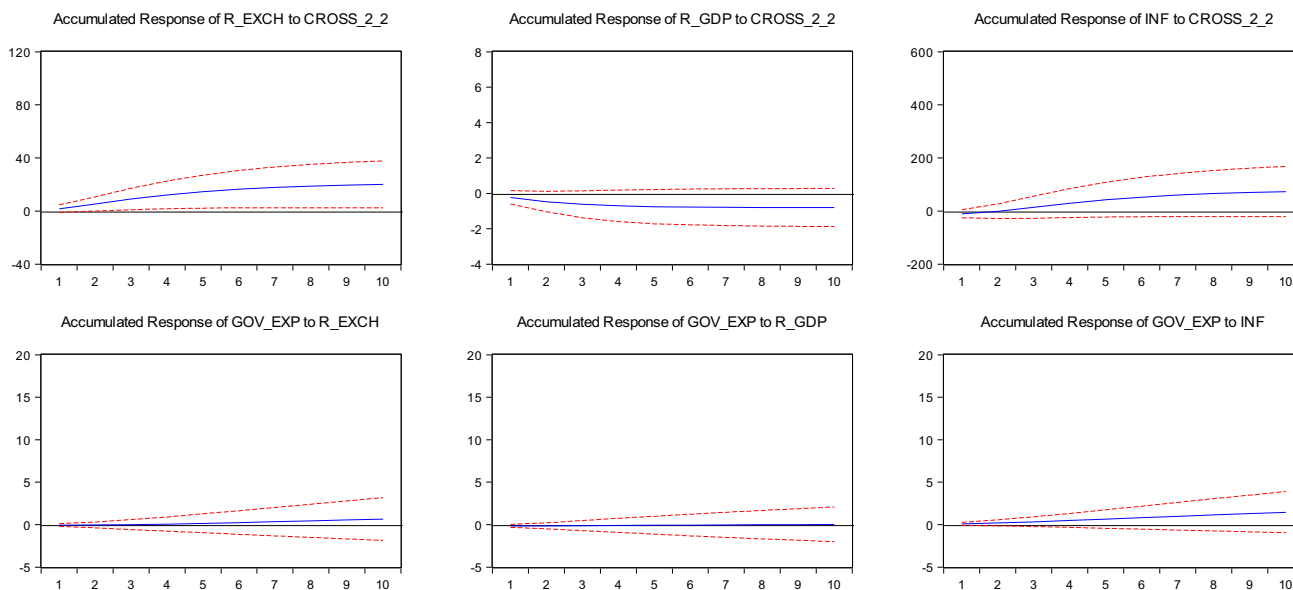 Accumulated Response of R_EXCH to CROSS_2_2
120
80
40
0
-40
1 2 3 4 5 6 7 8 9 10
Accumulated Response of R_GDP to CROSS_2_2
8
6
4
2
0
-2
-4
1 2 3 4 5 6 7 8 9 10
Accumulated Response of INF to CROSS_2_2
600
400
200
0
-200
1 2 3 4 5 6 7 8 9 10
Accumulated Response of GOV_EXP to R_EXCH
20
15
10
5
0
-5
1 2 3 4 5 6 7 8 9 10
Accumulated Response of GOV_EXP to R_GDP
20
15
10
5
0
-5
1 2 3 4 5 6 7 8 9 10
Accumulated Response of GOV_EXP to INF
20
15
10
5
0
-5
1 2 3 4 5 6 7 8 9 10